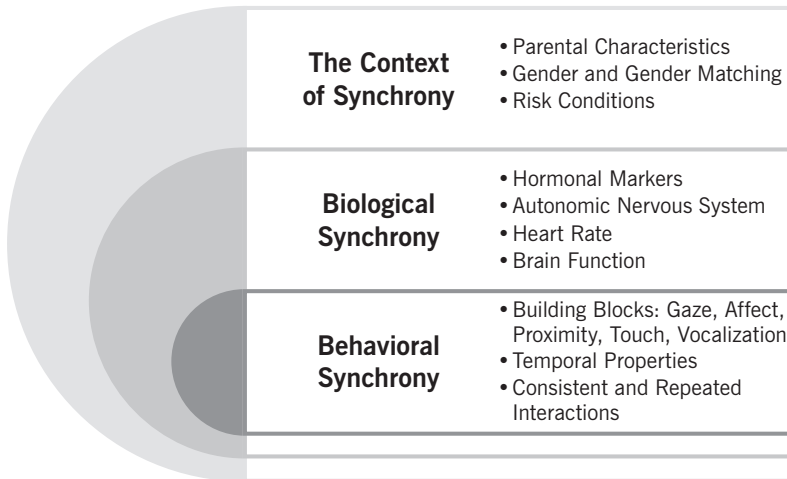 The Context
of Synchrony
• Parental Characteristics
• Gender and Gender Matching
• Risk Conditions
Biological
Synchrony
• Hormonal Markers
• Autonomic Nervous System
• Heart Rate
• Brain Function
Behavioral
Synchrony
• Building Blocks: Gaze, Affect,
Proximity, Touch, Vocalization
• Temporal Properties
• Consistent and Repeated
Interactions